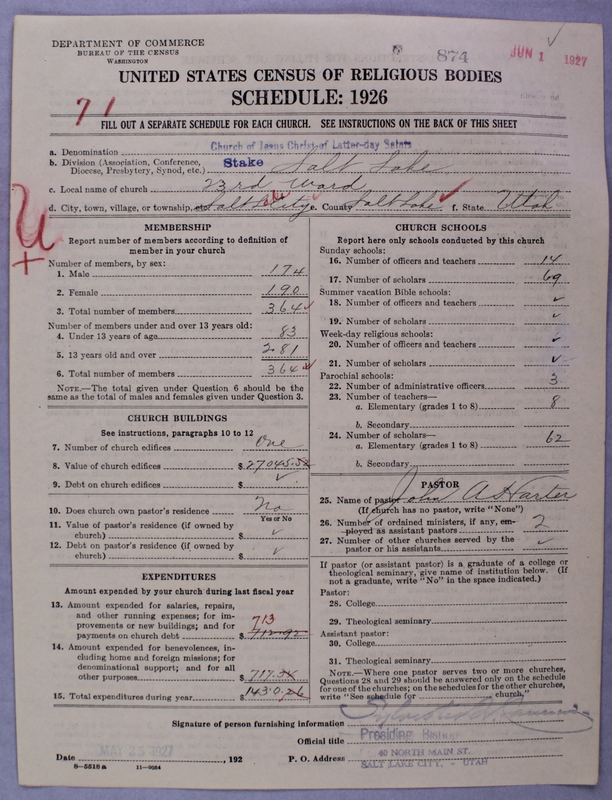 DEPARTMENT OF COMMERCE
BUREAU OF THE CENSUS
WASHINGTON
874
JUN 1 1927
UNITED STATES CENSUS OF RELIGIOUS BODIES
SCHEDULE: 1926
71
FILL OUT A SEPARATE SCHEDULE FOR EACH CHURCH. SEE INSTRUCTIONS ON THE BACK OF THIS SHEET
a. Denomination Church of Jesus Christ of Latter-day Saints
b. Division (Association, Conference, Diocese, Presbytery, Synod, etc.) Stake Salt Lake
c. Local name of church 23rd Ward
d. City, town, village, or township, etc. Salt City e. County Salt Lake f. State Utah
MEMBERSHIP
Report number of members according to definition of
member in your church
Number of members, by sex:
1. Male 174
2. Female 190
3. Total number of members 364
Number of members under and over 13 years old:
4. Under 13 years of age 83
5. 13 years old and over 281
6. Total number of members 364
NOTE.—The total given under Question 6 should be
same as the total of males and females given under Question 3.
CHURCH BUILDINGS
See instructions, paragraphs 10 to 12
7. Number of church edifices One
8. Value of church edifices $27045.
9. Debt on church edifices $ ✓
10. Does church own pastor's residence? No
Yes or No
11. Value of pastor's residence (if owned by
church) $ ✓
12. Debt on pastor's residence (if owned by
church) $ ✓
EXPENDITURES
Amount expended by your church during last fiscal year
13. Amount expended for salaries, repairs,
and other running expenses; for im-
provements or new buildings; and for
payments on church debt $ 713 712.92
14. Amount expended for benevolences, in-
cluding home and foreign missions; for
denominational support; and for all
other purposes $717.34
15. Total expenditures during year $1430.26
CHURCH SCHOOLS
Report here only schools conducted by this church
Sunday schools:
16. Number of officers and teachers 14
17. Number of scholars 69
Summer vacation Bible schools:
18. Number of officers and teachers ✓
19. Number of scholars ✓
Week-day religious schools:
20. Number of officers and teachers ✓
21. Number of scholars ✓
Parochial schools:
22. Number of administrative officers 3
23. Number of teachers—
a. Elementary (grades 1 to 8) 8
b. Secondary
24. Number of scholars—
a. Elementary (grades 1 to 8) 62
b. Secondary
PASTOR
25. Name of pastor John A Harter
(If church has no pastor, write "None")
26. Number of ordained ministers, if any, em-
ployed as assistant pastors 2
27. Number of other churches served by the
pastor or his assistants ✓
If pastor (or assistant pastor) is a graduate of a college or
theological seminary, give name of institution below. (If
not a graduate, write "No" in the space indicated.)
Pastor:
28. College
29. Theological seminary
Assistant pastor:
30. College
31. Theological seminary
NOTE.—Where one pastor serves two or more churches,
Questions 28 and 29 should be answered only on the schedule
for one of the churches; on the schedules for the other churches,
write "See schedule for church."
Signature of person furnishing information
Official title Presiding Bishop
Date MAY 25 1927, 192 P. O. Address 40 NORTH MAIN ST.
SALT LAKE CITY, - UTAH
8—5518a 11—9084